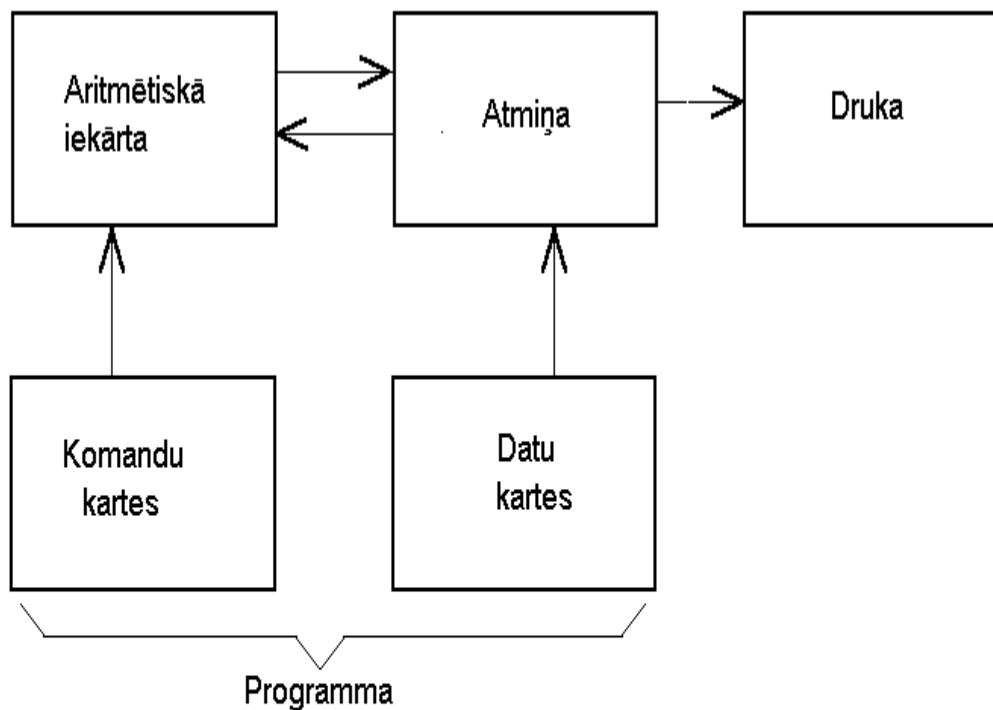 Aritmētiskā
iekārta
Atmiņa
Druka
Komandu
kartes
Datu
kartes
Programma